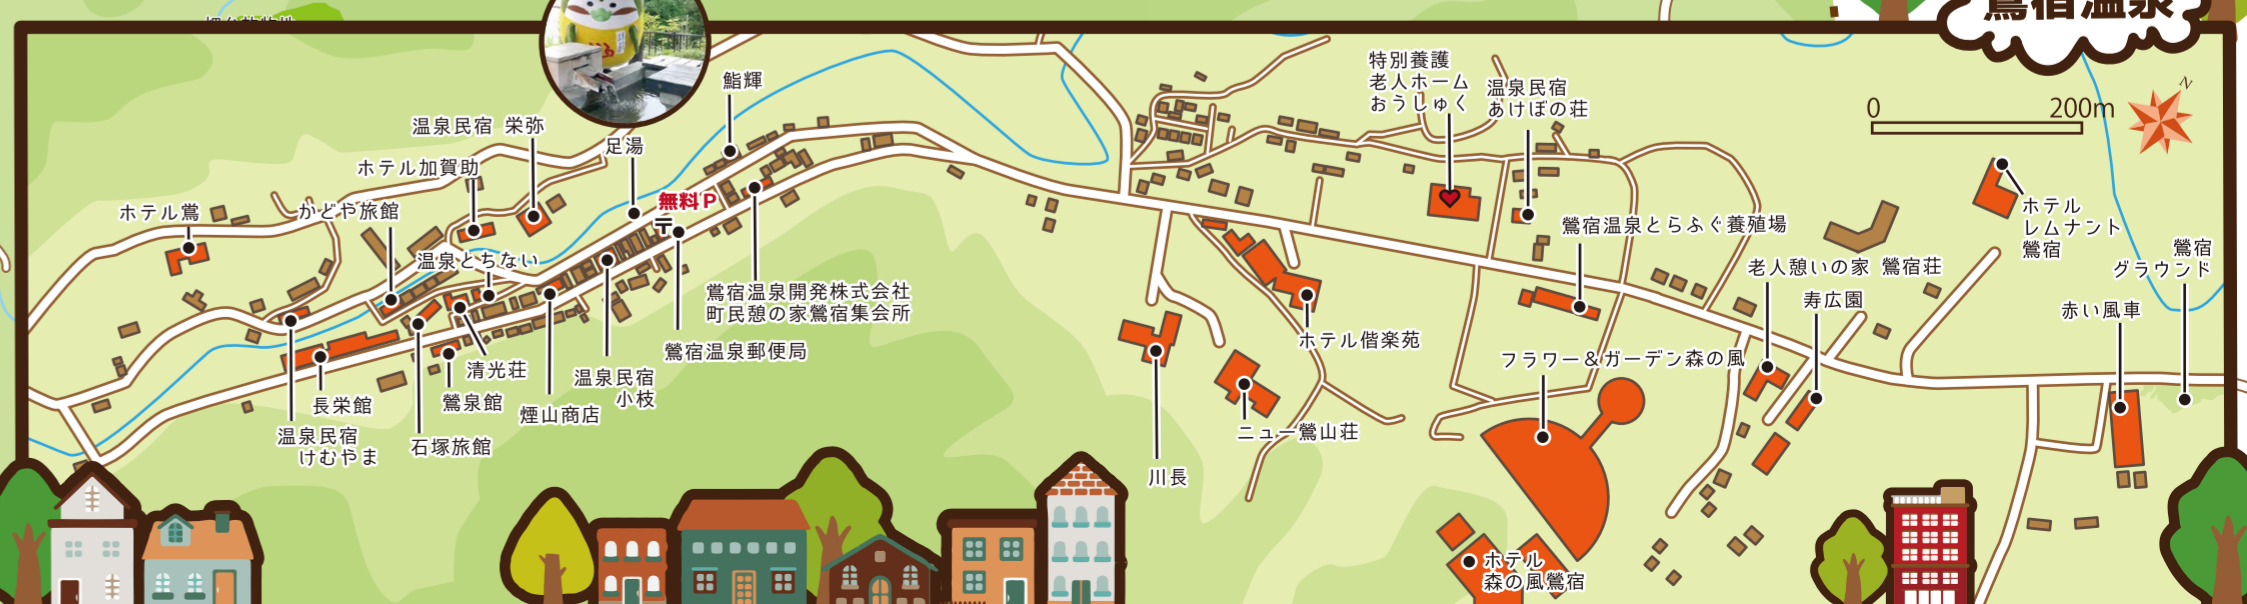 鶯宿温泉
0 200m
N
特別養護
老人ホーム
おうしゅく
温泉民宿
あけぼの荘
鮨輝
温泉民宿 栄弥
足湯
ホテル加賀助
無料P
〒
ホテル鶯
かどや旅館
温泉とちない
鶯宿温泉とらふぐ養殖場
ホテル
レムナント
鶯宿
鶯宿
グラウンド
老人憩いの家 鶯宿荘
寿広園
赤い風車
鶯宿温泉開発株式会社
町民憩の家鶯宿集会所
鶯宿温泉郵便局
ホテル偕楽苑
フラワー＆ガーデン森の風
清光荘
温泉民宿
小枝
長栄館
鶯泉館
煙山商店
温泉民宿
けむやま
石塚旅館
ニュー鶯山荘
川長
ホテル
森の風鶯宿